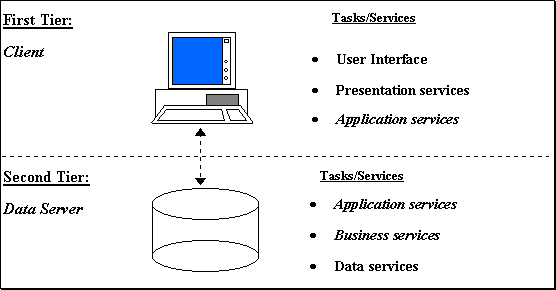 First Tier:
Client
Tasks/Services
• User Interface
• Presentation services
• Application services
Second Tier:
Data Server
Tasks/Services
• Application services
• Business services
• Data services